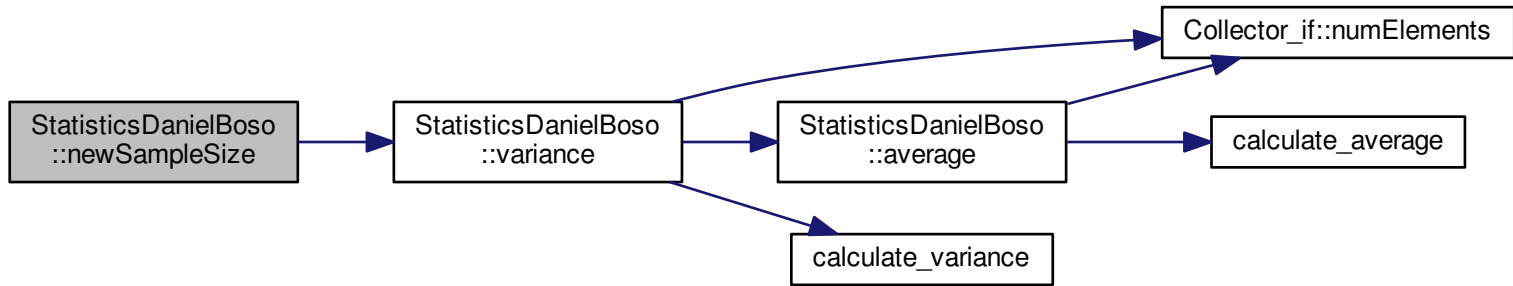 StatisticsDanielBoso
::newSampleSize
StatisticsDanielBoso
::variance
StatisticsDanielBoso
::average
Collector_if::numElements
calculate_average
calculate_variance